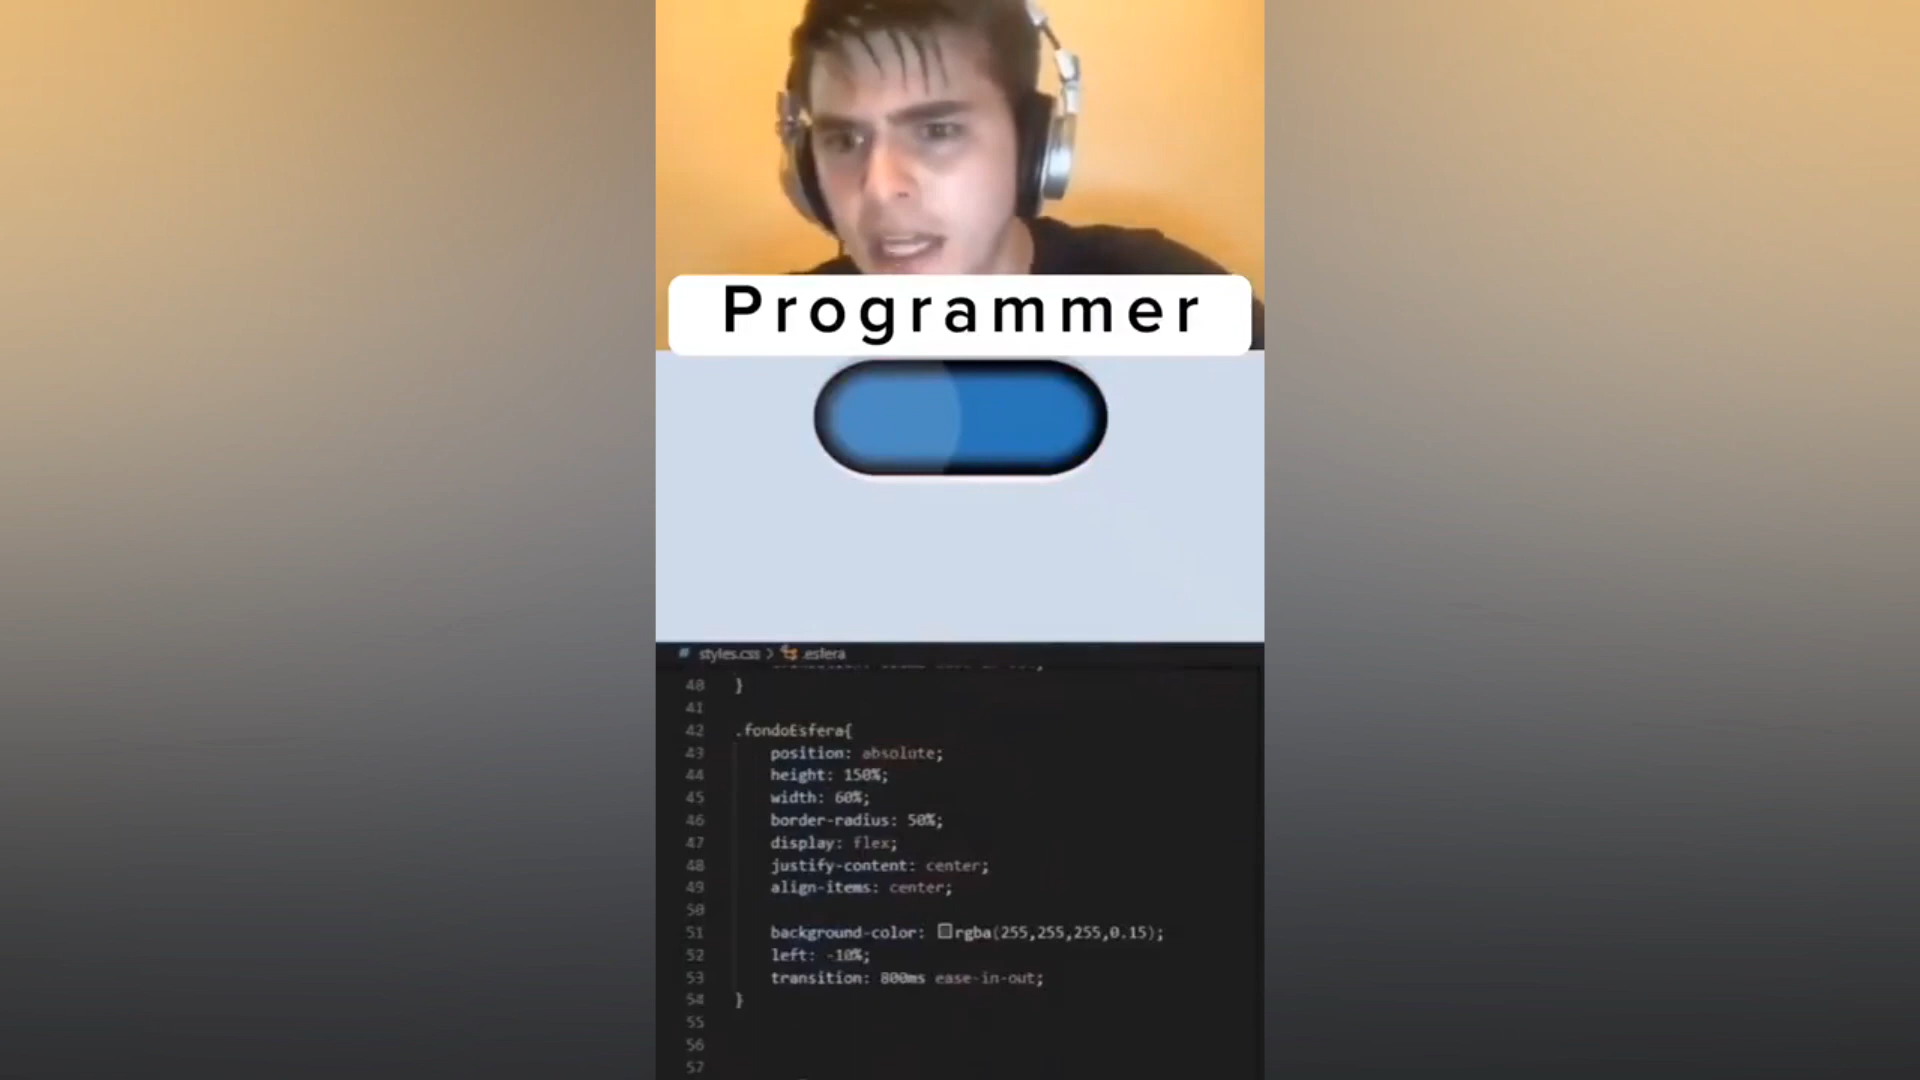 Programmer
styles.css > .esfera
40 }
41
42 .fondoEsfera{
43 position: absolute;
44 height: 150%;
45 width: 60%;
46 border-radius: 50%;
47 display: flex;
48 justify-content: center;
49 align-items: center;
50
51 background-color: rgba(255,255,255,0.15);
52 left: -10%;
53 transition: 800ms ease-in-out;
54 }
55
56
57